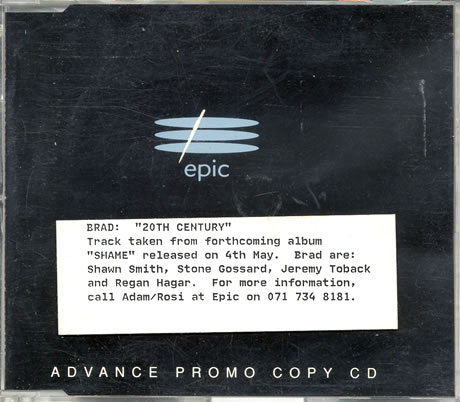 epic
BRAD: "20TH CENTURY"
Track taken from forthcoming album
"SHAME" released on 4th May. Brad are:
Shawn Smith, Stone Gossard, Jeremy Toback
and Regan Hagar. For more information,
call Adam/Rosi at Epic on 071 734 8181.
ADVANCE PROMO COPY CD